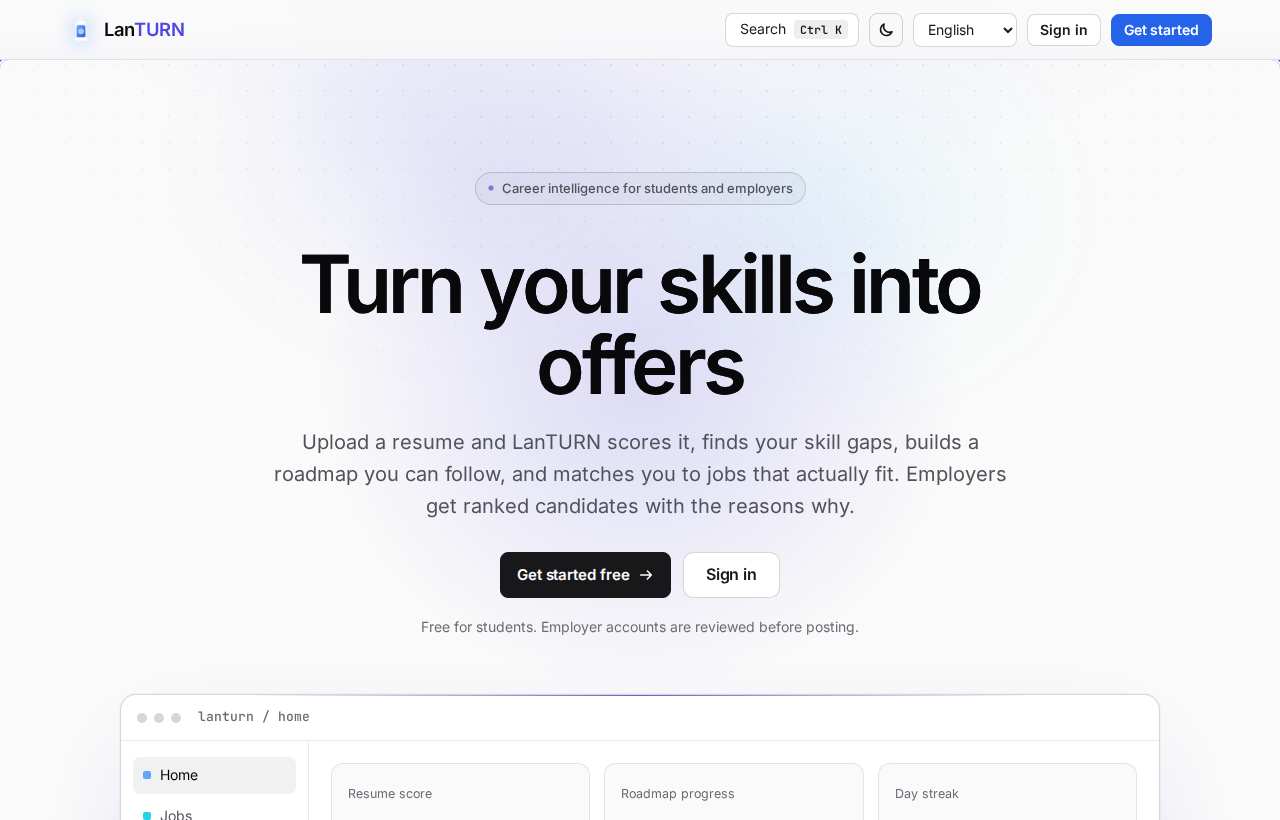 LanTURN
Search Ctrl K
English
Sign in
Get started
Career intelligence for students and employers
Turn your skills into
offers
Upload a resume and LanTURN scores it, finds your skill gaps, builds a
roadmap you can follow, and matches you to jobs that actually fit. Employers
get ranked candidates with the reasons why.
Get started free →
Sign in
Free for students. Employer accounts are reviewed before posting.
lanturn / home
Home
Jobs
Resume score
Roadmap progress
Day streak